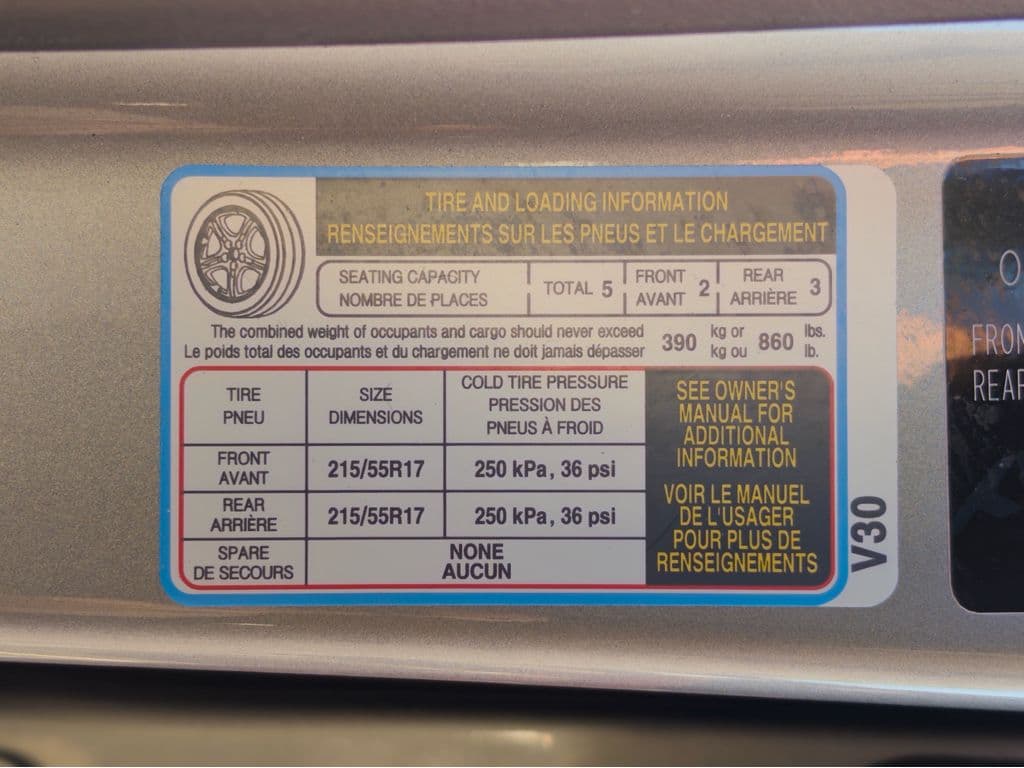 TIRE AND LOADING INFORMATION
RENSEIGNEMENTS SUR LES PNEUS ET LE CHARGEMENT
SEATING CAPACITY
NOMBRE DE PLACES
TOTAL 5
FRONT
AVANT 2
REAR
ARRIÈRE 3
The combined weight of occupants and cargo should never exceed
Le poids total des occupants et du chargement ne doit jamais dépasser
390 kg or
kg ou
860 lbs.
lb.
TIRE
PNEU
SIZE
DIMENSIONS
COLD TIRE PRESSURE
PRESSION DES
PNEUS À FROID
FRONT
AVANT
215/55R17
250 kPa, 36 psi
REAR
ARRIÈRE
215/55R17
250 kPa, 36 psi
SPARE
DE SECOURS
NONE
AUCUN
SEE OWNER'S
MANUAL FOR
ADDITIONAL
INFORMATION
VOIR LE MANUEL
DE L'USAGER
POUR PLUS DE
RENSEIGNEMENTS
V30